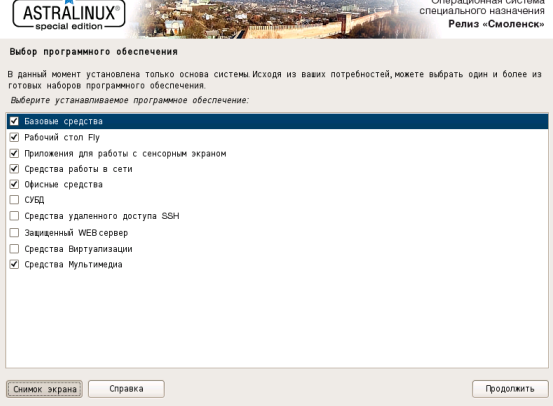 Операционная система
ASTRALINUX®
special edition
специального назначения
Релиз «Смоленск»
Выбор программного обеспечения
В данный момент установлена только основа системы. Исходя из ваших потребностей, можете выбрать один и более из
готовых наборов программного обеспечения.
Выберите устанавливаемое программное обеспечение:
Базовые средства
Рабочий стол Fly
Приложения для работы с сенсорным экраном
Средства работы в сети
Офисные средства
СУБД
Средства удаленного доступа SSH
Защищенный WEB сервер
Средства Виртуализации
Средства Мультимедиа
Снимок экрана
Справка
Продолжить